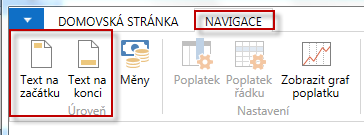 DOMOVSKÁ STRÁNKA NAVIGACE
Text na začátku
Text na konci
Měny
Poplatek
Poplatek řádku
Zobrazit graf poplatku
Úroveň
Nastavení